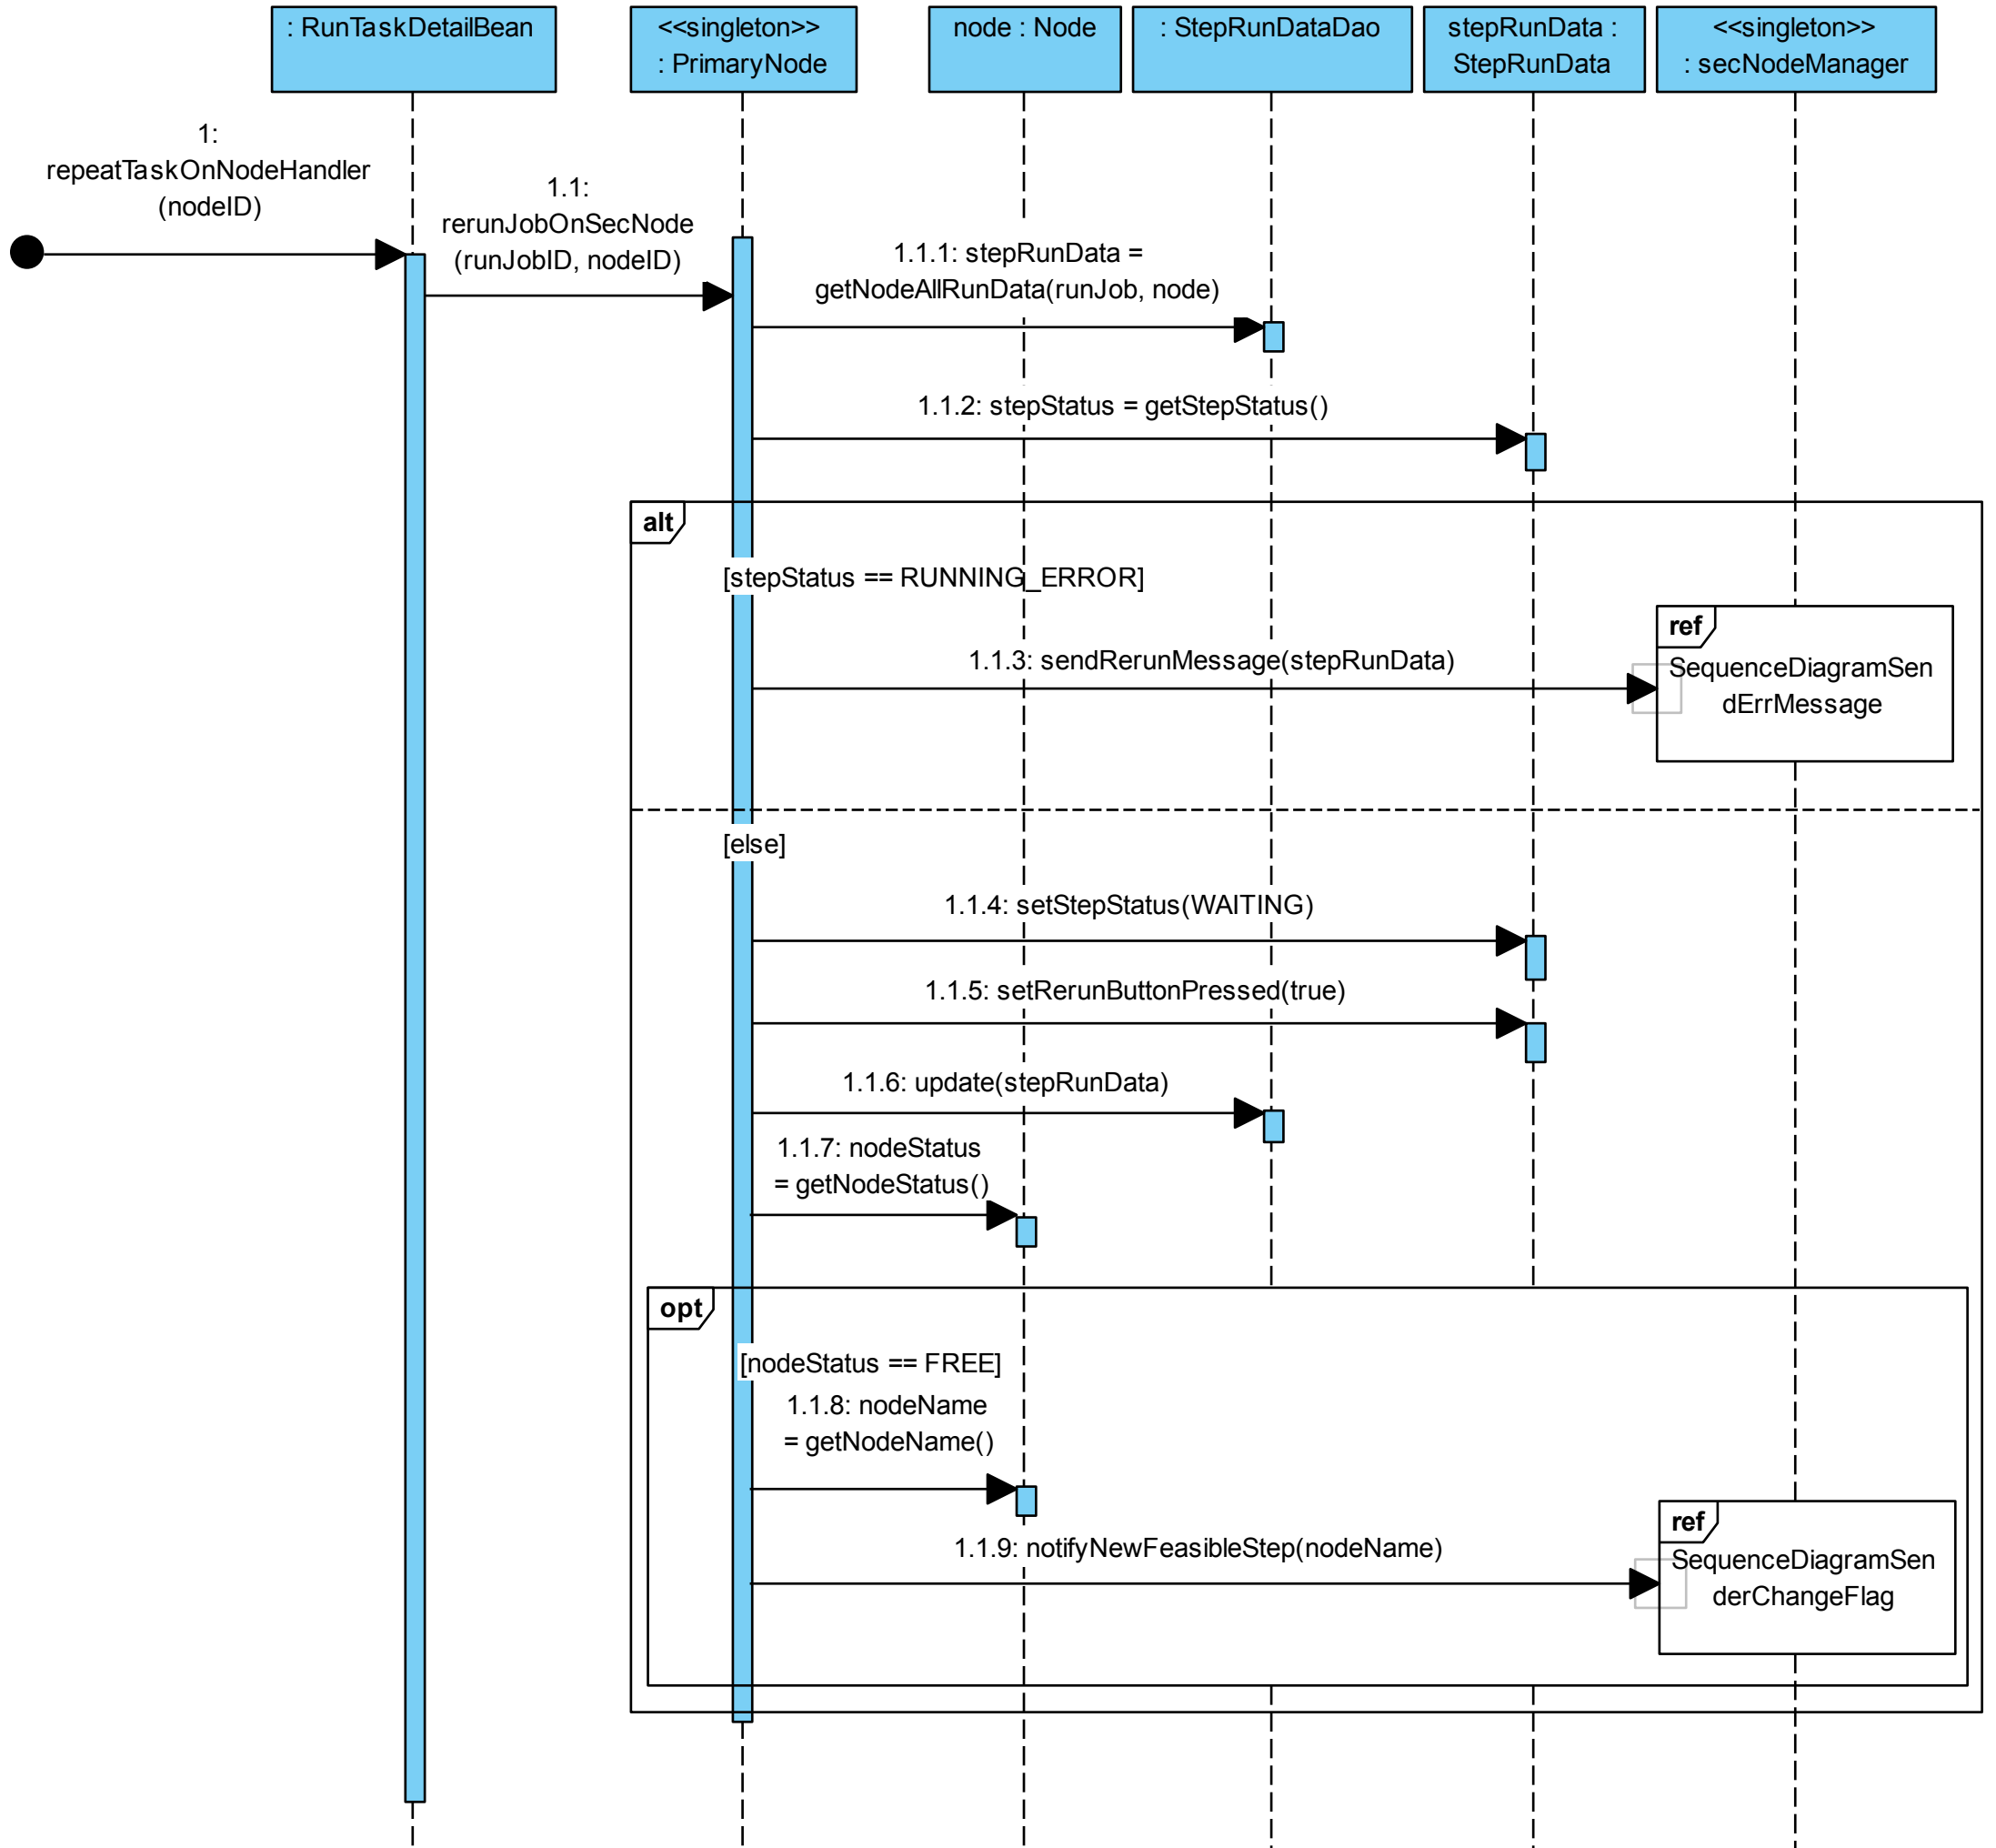 : RunTaskDetailBean
<<singleton>>
: PrimaryNode
node : Node
: StepRunDataDao
stepRunData :
StepRunData
<<singleton>>
: secNodeManager
1:
repeatTaskOnNodeHandler
(nodeID)
1.1:
rerunJobOnSecNode
(runJobID, nodeID)
1.1.1: stepRunData =
getNodeAllRunData(runJob, node)
1.1.2: stepStatus = getStepStatus()
alt
[stepStatus == RUNNING_ERROR]
ref
1.1.3: sendRerunMessage(stepRunData)
SequenceDiagramSen
dErrMessage
[else]
1.1.4: setStepStatus(WAITING)
1.1.5: setRerunButtonPressed(true)
1.1.6: update(stepRunData)
1.1.7: nodeStatus
= getNodeStatus()
opt
[nodeStatus == FREE]
1.1.8: nodeName
= getNodeName()
ref
1.1.9: notifyNewFeasibleStep(nodeName)
SequenceDiagramSen
derChangeFlag